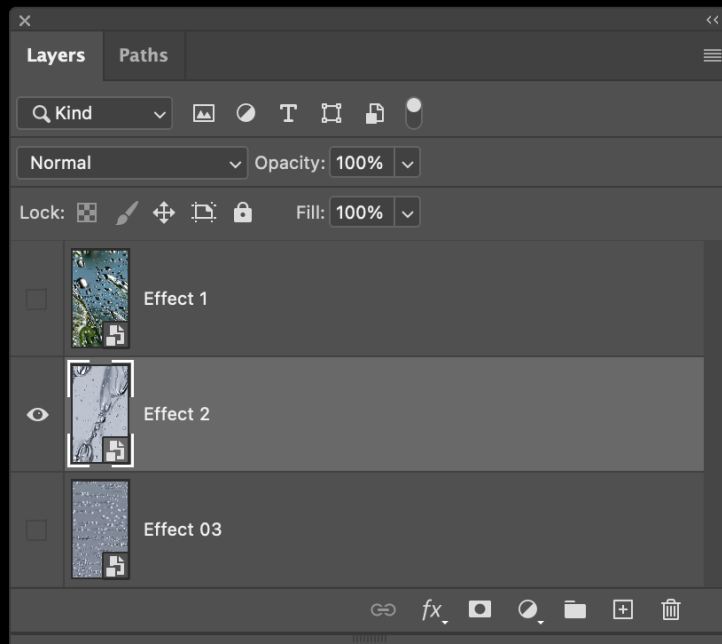 Layers Paths
Kind
Normal Opacity: 100%
Lock: Fill: 100%
Effect 1
Effect 2
Effect 03
fx